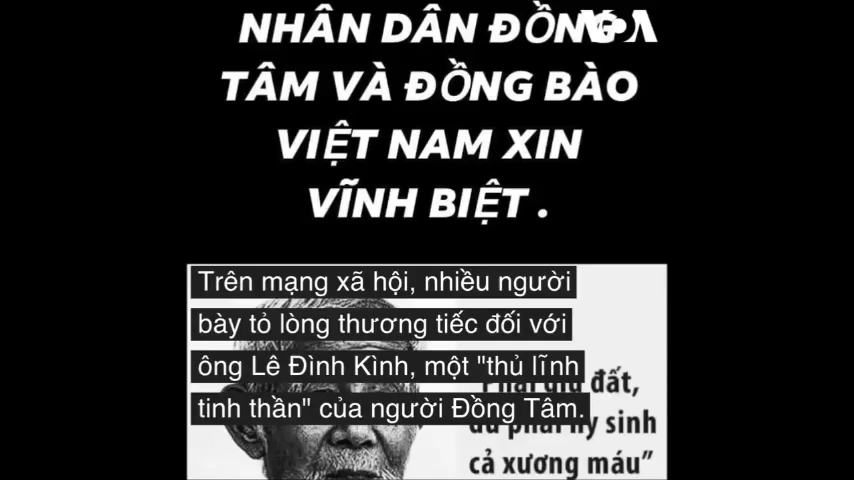 NHÂN DÂN ĐỒNG
VOA
TÂM VÀ ĐỒNG BÀO
VIỆT NAM XIN
VĨNH BIỆT .
Trên mạng xã hội, nhiều người
bày tỏ lòng thương tiếc đối với
ông Lê Đình Kình, một "thủ lĩnh
tinh thần" của người Đồng Tâm.
đất,
sinh
cả xương máu”